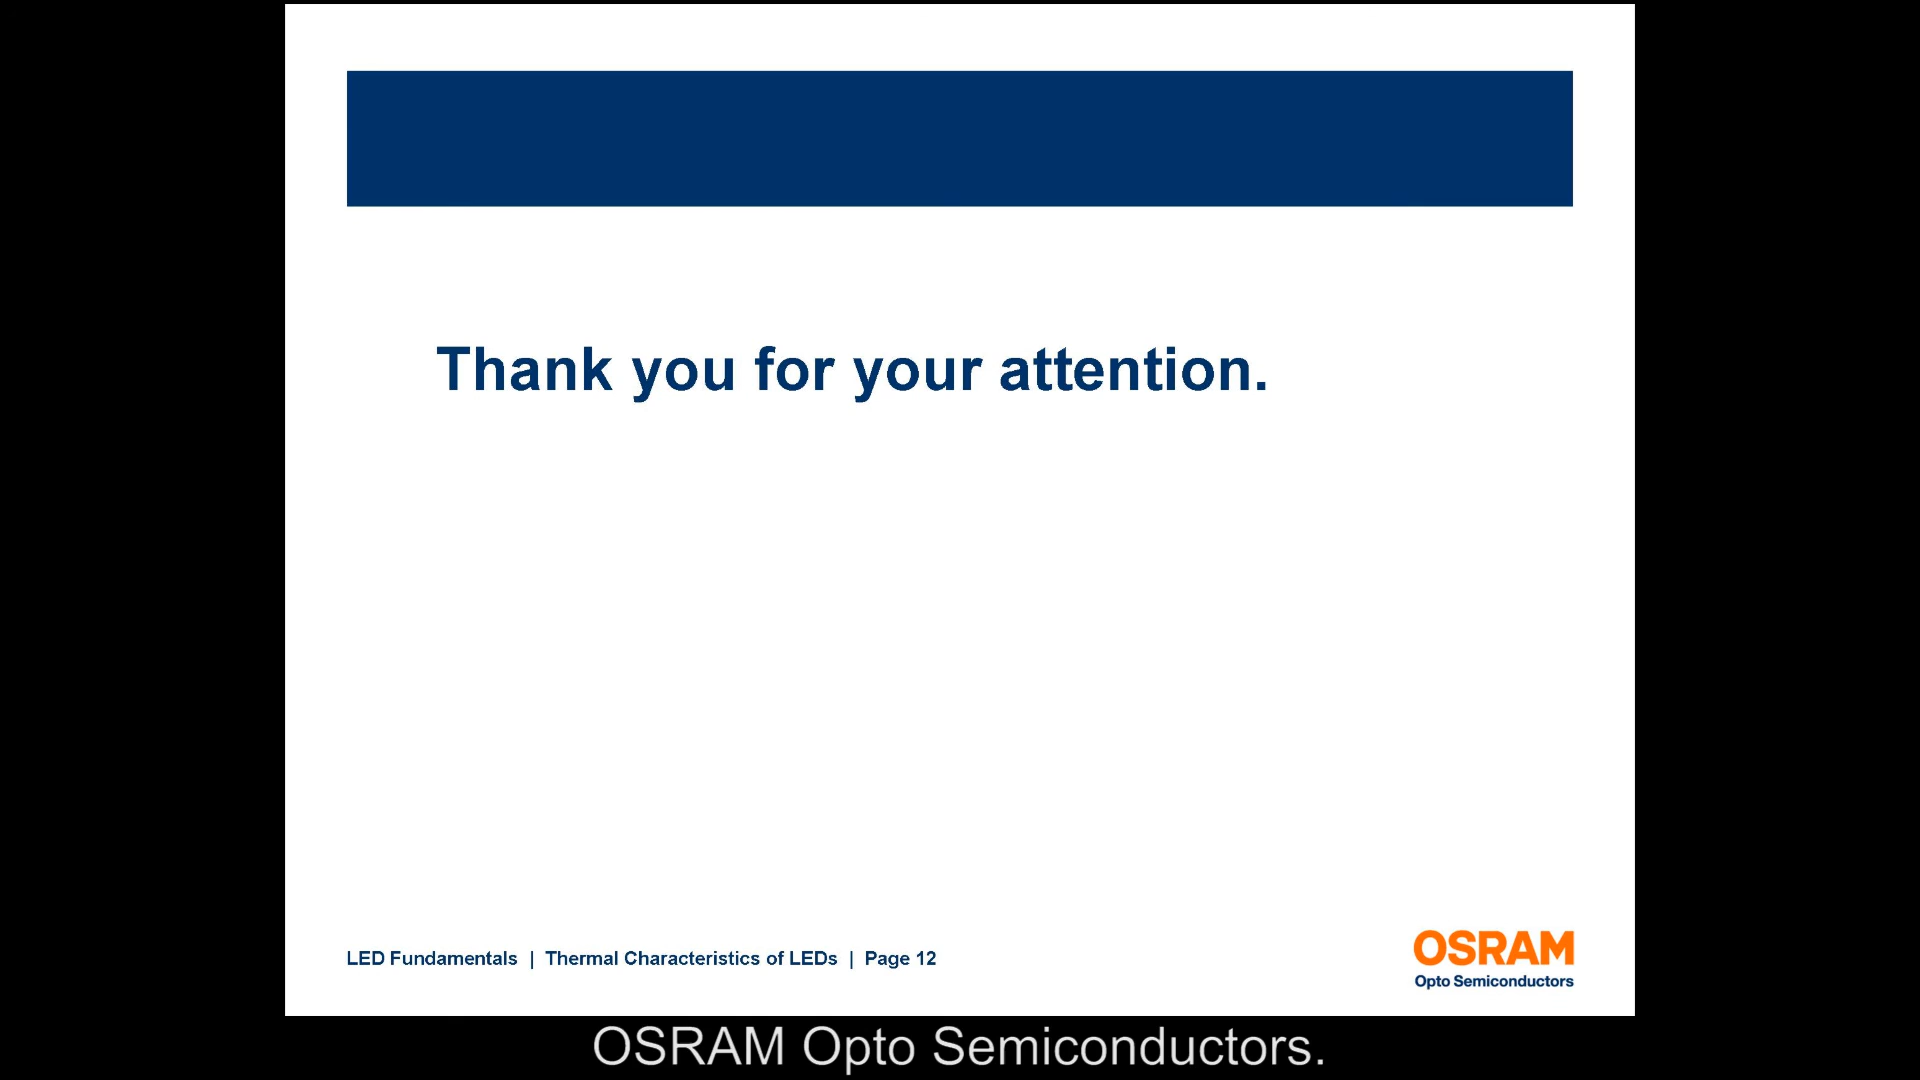 Thank you for your attention.
LED Fundamentals | Thermal Characteristics of LEDs | Page 12
OSRAM
Opto Semiconductors
OSRAM Opto Semiconductors.